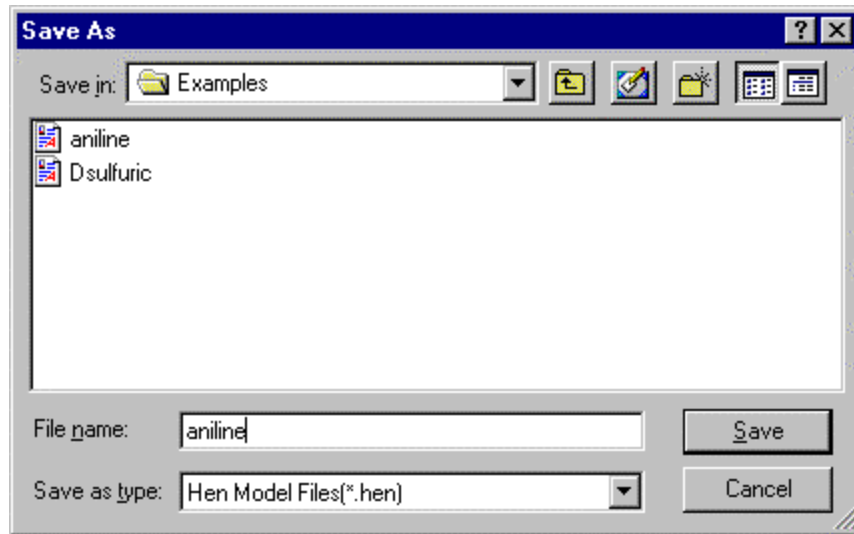 Save As
Save in: Examples
aniline
Dsulfuric
File name: aniline
Save
Save as type: Hen Model Files(*.hen)
Cancel